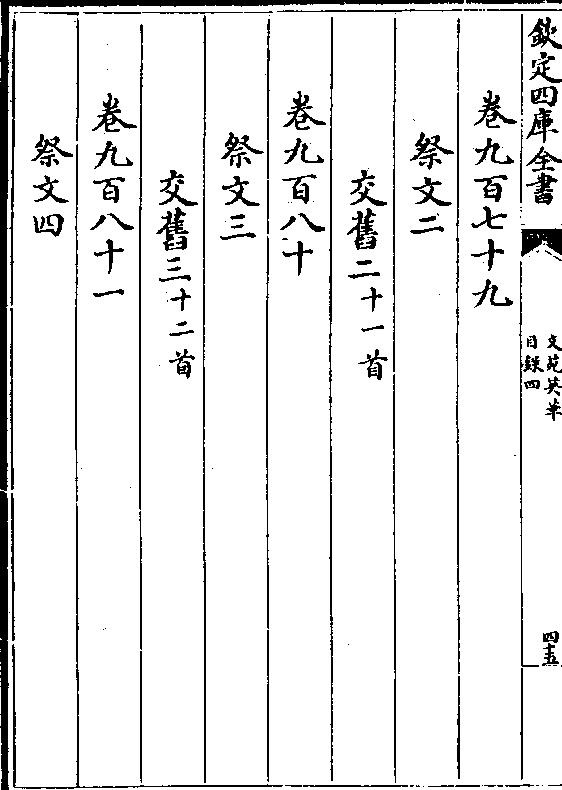 欽定四庫全書
文苑英華
目錄四
四十五
卷九百七十九
祭文二
交舊二十一首
卷九百八十
祭文三
交舊三十二首
卷九百八十一
祭文四